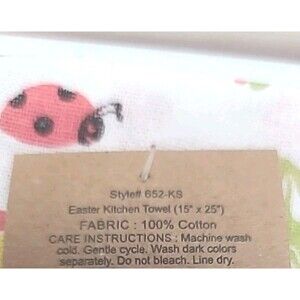 Style# 652-KS
Easter Kitchen Towel (15" x 25")
FABRIC : 100% Cotton
CARE INSTRUCTIONS : Machine wash
cold. Gentle cycle. Wash dark colors
separately. Do not bleach. Line dry.